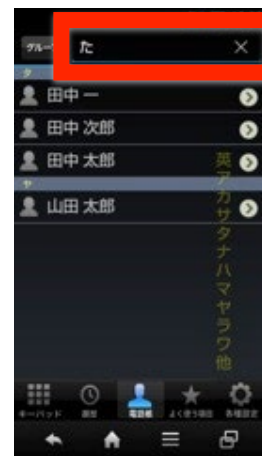 グルー
た
タ
田中 一
田中 次郎
田中 太郎
ヤ
山田 太郎
英
ア
カ
サ
タ
ナ
ハ
マ
ヤ
ラ
ワ
他
キーパッド
履歴
電話帳
よく使う項目
各種設定